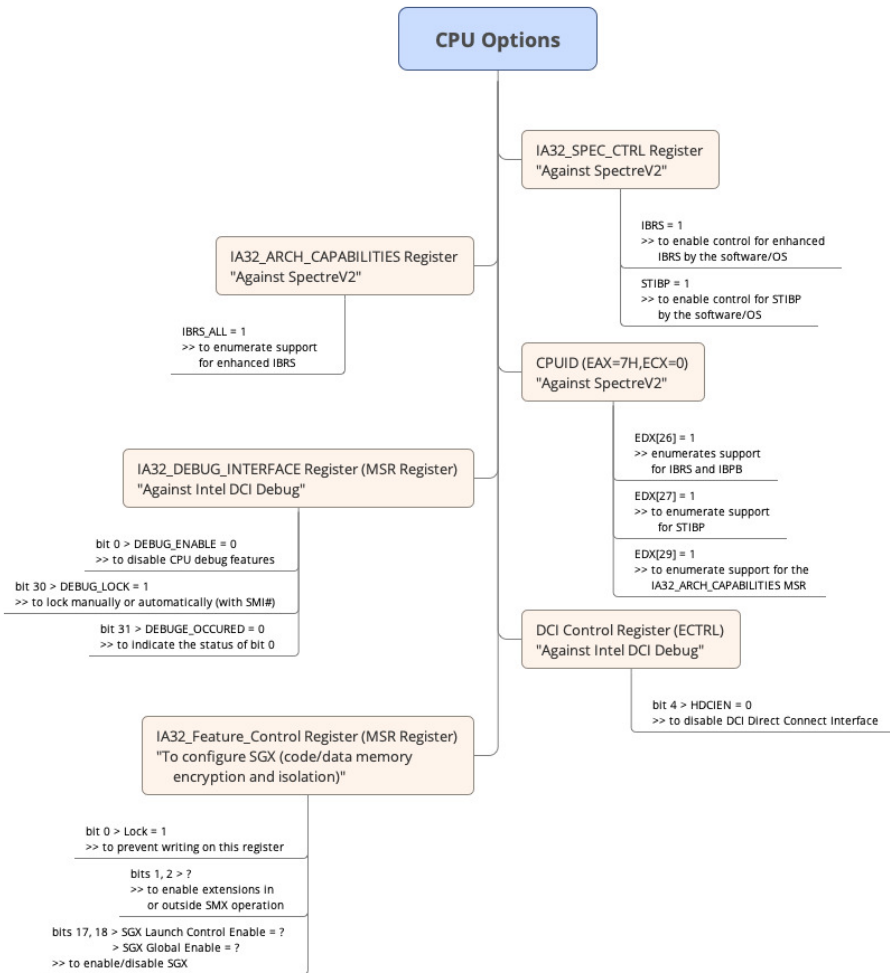 CPU Options
IA32_SPEC_CTRL Register
"Against SpectreV2"
IBRS = 1
>> to enable control for enhanced
IBRS by the software/OS
STIBP = 1
>> to enable control for STIBP
by the software/OS
IA32_ARCH_CAPABILITIES Register
"Against SpectreV2"
IBRS_ALL = 1
>> to enumerate support
for enhanced IBRS
CPUID (EAX=7H,ECX=0)
"Against SpectreV2"
EDX[26] = 1
>> enumerates support
for IBRS and IBPB
EDX[27] = 1
>> to enumerate support
for STIBP
EDX[29] = 1
>> to enumerate support for the
IA32_ARCH_CAPABILITIES MSR
IA32_DEBUG_INTERFACE Register (MSR Register)
"Against Intel DCI Debug"
bit 0 > DEBUG_ENABLE = 0
>> to disable CPU debug features
bit 30 > DEBUG_LOCK = 1
>> to lock manually or automatically (with SMI#)
bit 31 > DEBUGE_OCCURED = 0
>> to indicate the status of bit 0
DCI Control Register (ECTRL)
"Against Intel DCI Debug"
bit 4 > HDCIEN = 0
>> to disable DCI Direct Connect Interface
IA32_Feature_Control Register (MSR Register)
"To configure SGX (code/data memory
encryption and isolation)"
bit 0 > Lock = 1
>> to prevent writing on this register
bits 1, 2 > ?
>> to enable extensions in
or outside SMX operation
bits 17, 18 > SGX Launch Control Enable = ?
> SGX Global Enable = ?
>> to enable/disable SGX